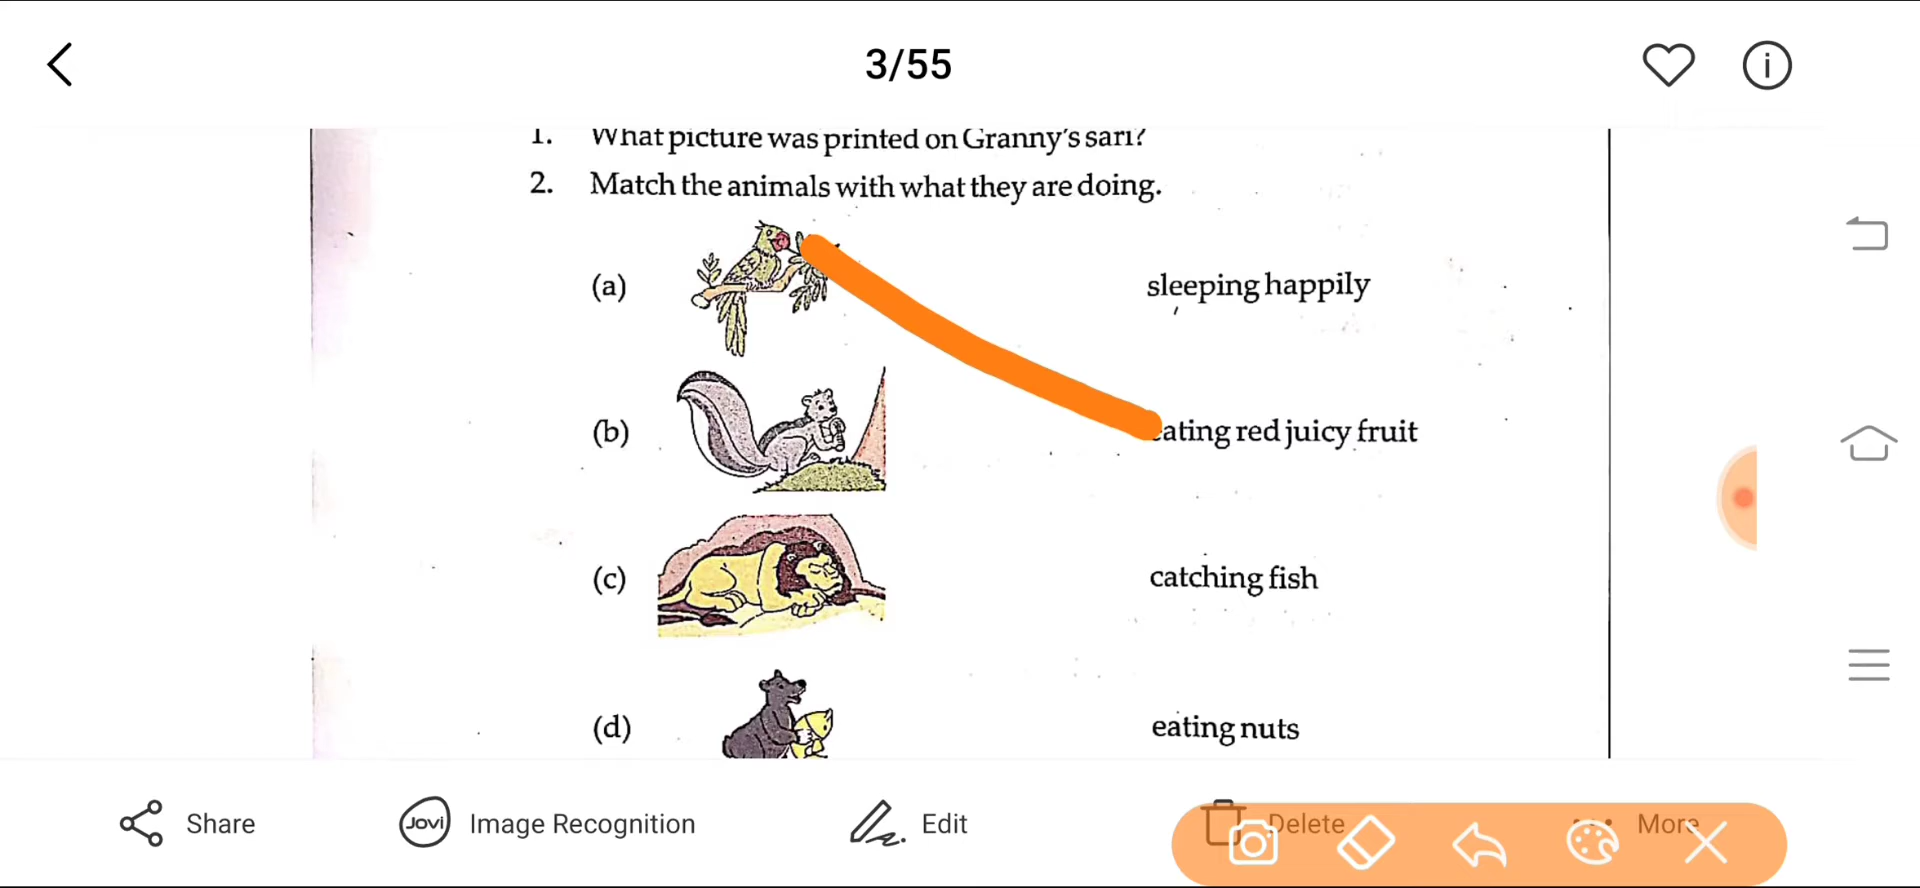 3/55
1. What picture was printed on Granny's sari?
2. Match the animals with what they are doing.
(a) sleeping happily
(b) eating red juicy fruit
(c) catching fish
(d) eating nuts
Share Jovi Image Recognition Edit Delete More